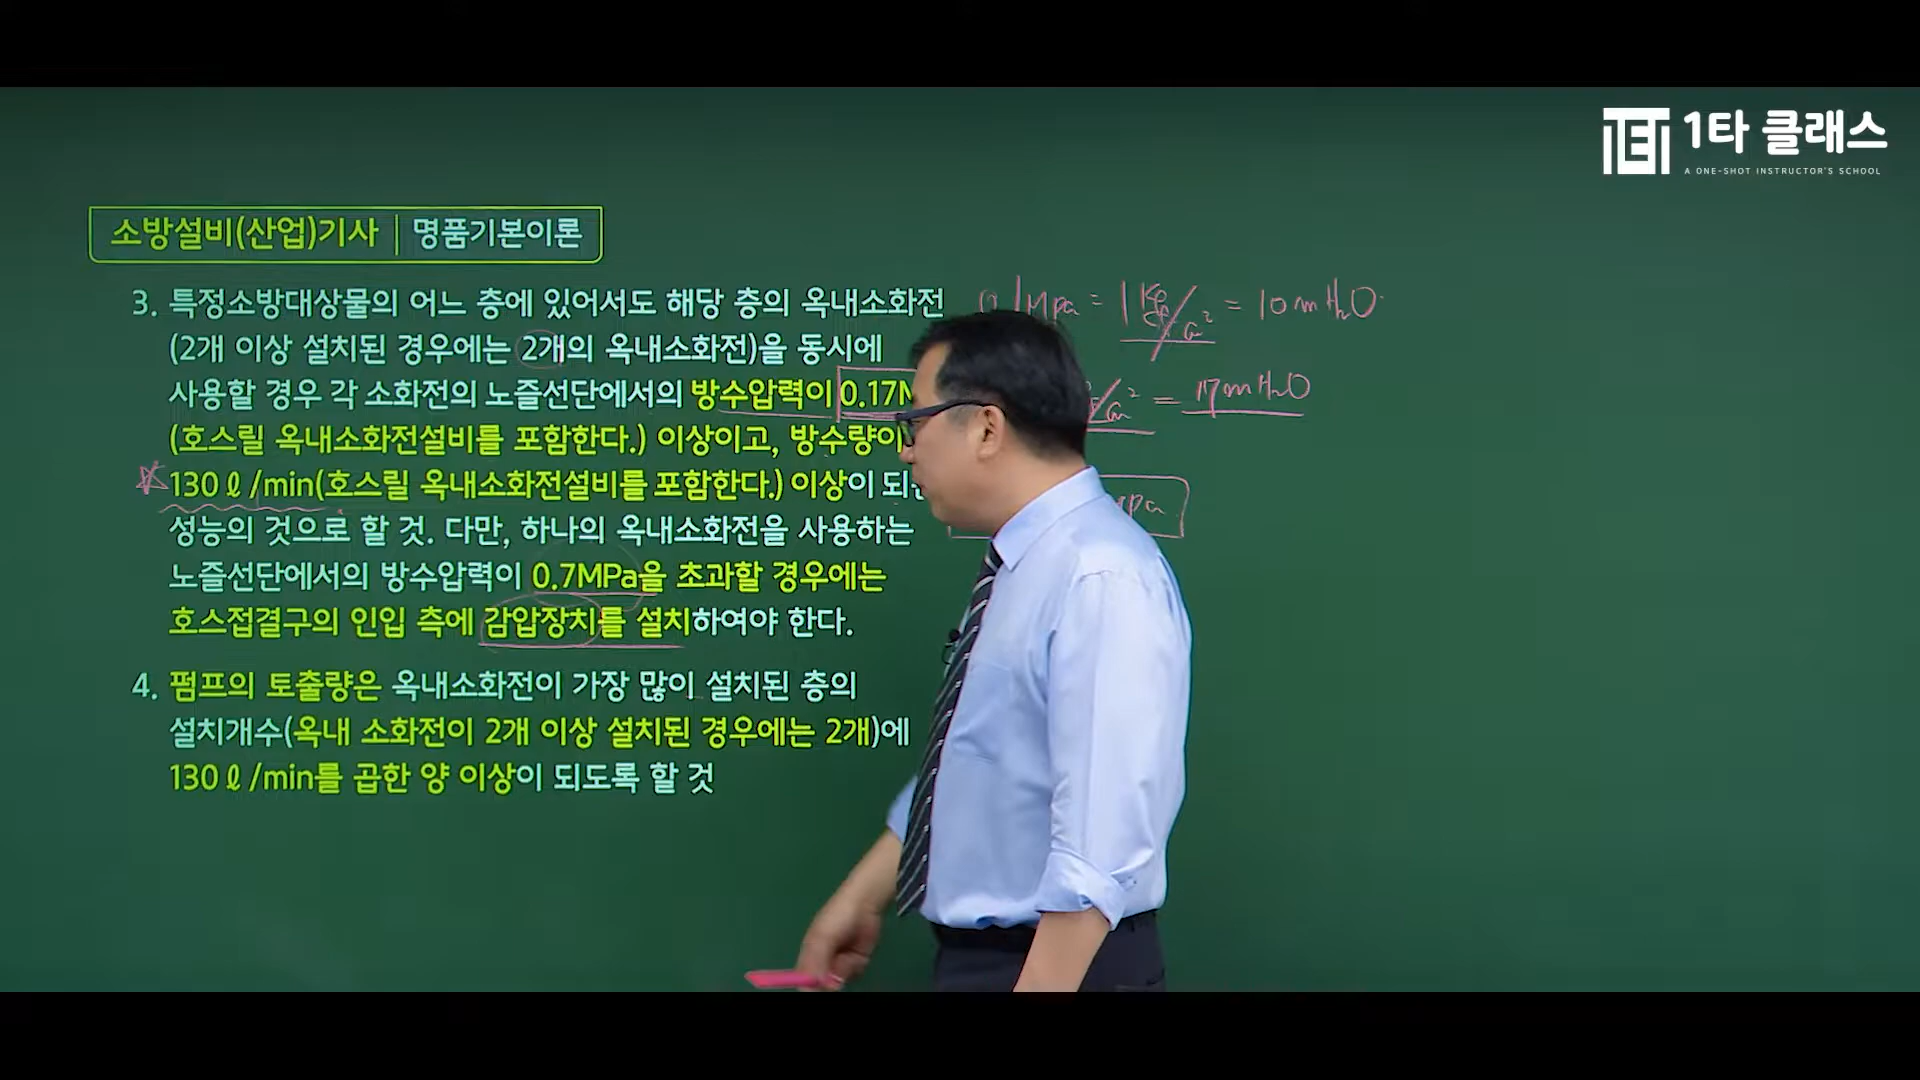 1타 클래스
A ONE-SHOT INSTRUCTOR'S SCHOOL
소방설비(산업)기사 | 명품기본이론
3. 특정소방대상물의 어느 층에 있어서도 해당 층의 옥내소화전
(2개 이상 설치된 경우에는 2개의 옥내소화전)을 동시에
사용할 경우 각 소화전의 노즐선단에서의 방수압력이 0.17M
(호스릴 옥내소화전설비를 포함한다.) 이상이고, 방수량이
130ℓ/min(호스릴 옥내소화전설비를 포함한다.) 이상이
성능의 것으로 할 것. 다만, 하나의 옥내소화전을 사용하는
노즐선단에서의 방수압력이 0.7MPa을 초과할 경우에는
호스접결구의 인입 측에 감압장치를 설치하여야 한다.
4. 펌프의 토출량은 옥내소화전이 가장 많이 설치된 층의
설치개수(옥내 소화전이 2개 이상 설치된 경우에는 2개)에
130ℓ/min를 곱한 양 이상이 되도록 할 것
= 10mH₂O
= 17mH₂O